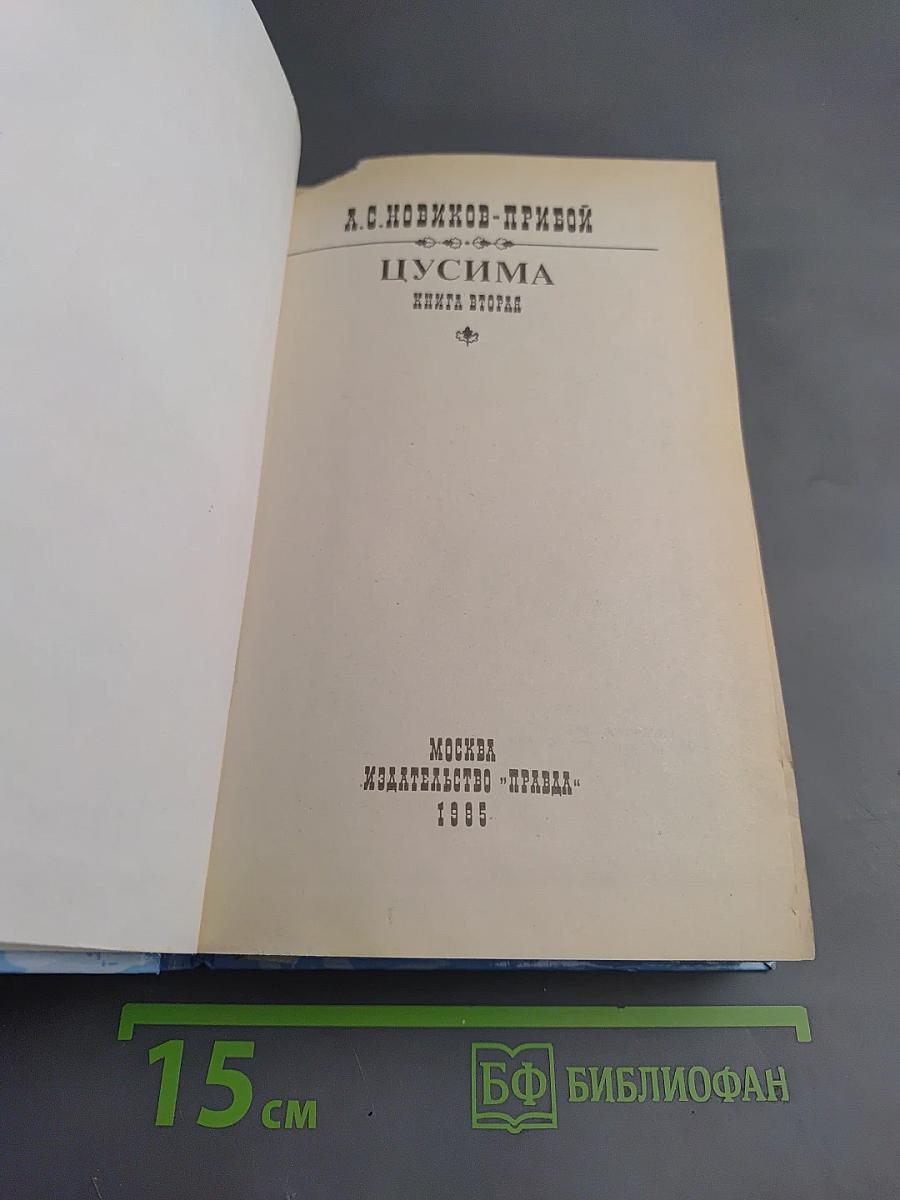 А.С.НОВИКОВ-ПРИБОЙ
ЦУСИМА
КНИГА ВТОРАЯ
МОСКВА
ИЗДАТЕЛЬСТВО „ПРАВДА“
1985
15 см
БФ БИБЛИОФАН